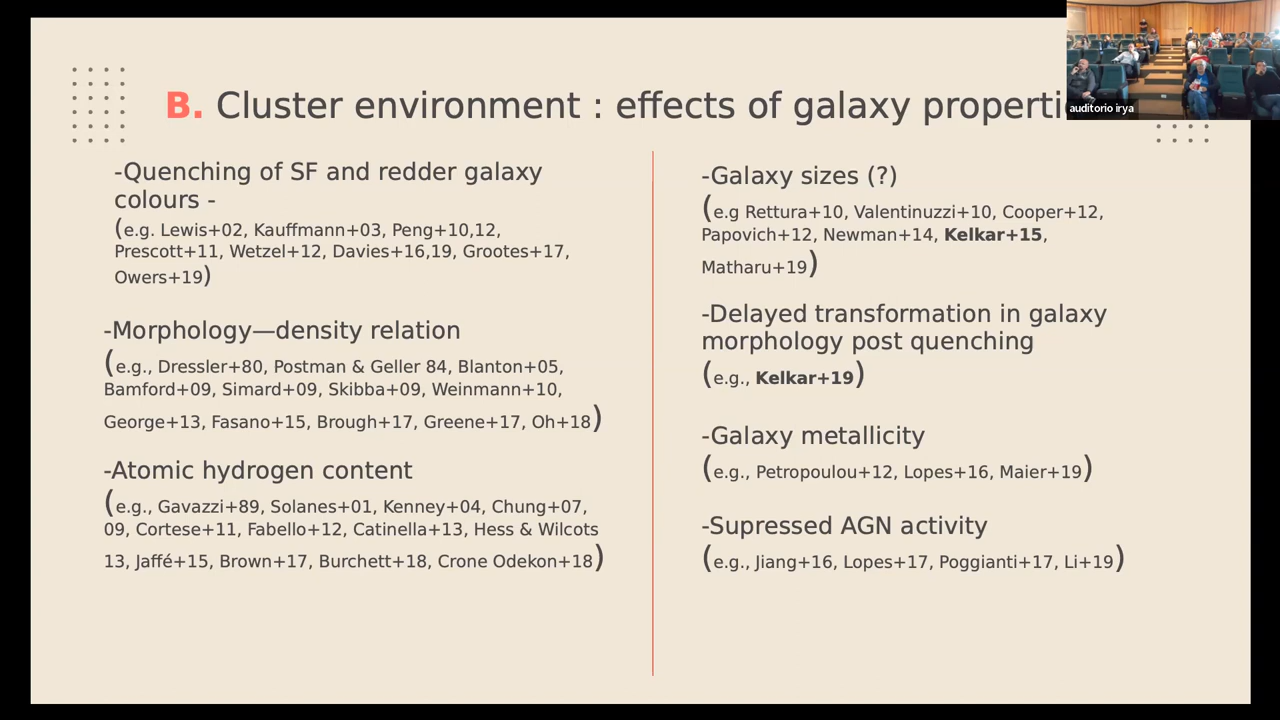 B. Cluster environment : effects of galaxy properti
auditorio irya
-Quenching of SF and redder galaxy
colours -
(e.g. Lewis+02, Kauffmann+03, Peng+10,12,
Prescott+11, Wetzel+12, Davies+16,19, Grootes+17,
Owers+19)
-Morphology—density relation
(e.g., Dressler+80, Postman & Geller 84, Blanton+05,
Bamford+09, Simard+09, Skibba+09, Weinmann+10,
George+13, Fasano+15, Brough+17, Greene+17, Oh+18)
-Atomic hydrogen content
(e.g., Gavazzi+89, Solanes+01, Kenney+04, Chung+07,
09, Cortese+11, Fabello+12, Catinella+13, Hess & Wilcots
13, Jaffé+15, Brown+17, Burchett+18, Crone Odekon+18)
-Galaxy sizes (?)
(e.g Rettura+10, Valentinuzzi+10, Cooper+12,
Papovich+12, Newman+14, Kelkar+15,
Matharu+19)
-Delayed transformation in galaxy
morphology post quenching
(e.g., Kelkar+19)
-Galaxy metallicity
(e.g., Petropoulou+12, Lopes+16, Maier+19)
-Supressed AGN activity
(e.g., Jiang+16, Lopes+17, Poggianti+17, Li+19)